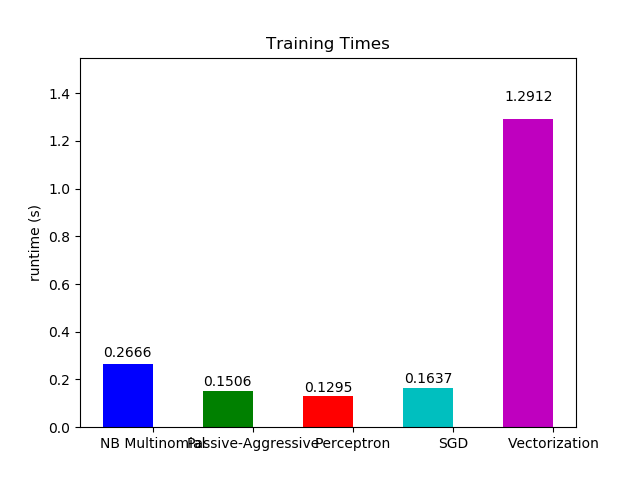 Training Times
runtime (s)
1.4
1.2
1.0
0.8
0.6
0.4
0.2
0.0
0.2666
0.1506
0.1295
0.1637
1.2912
NB Multinomial
Passive-Aggressive
Perceptron
SGD
Vectorization